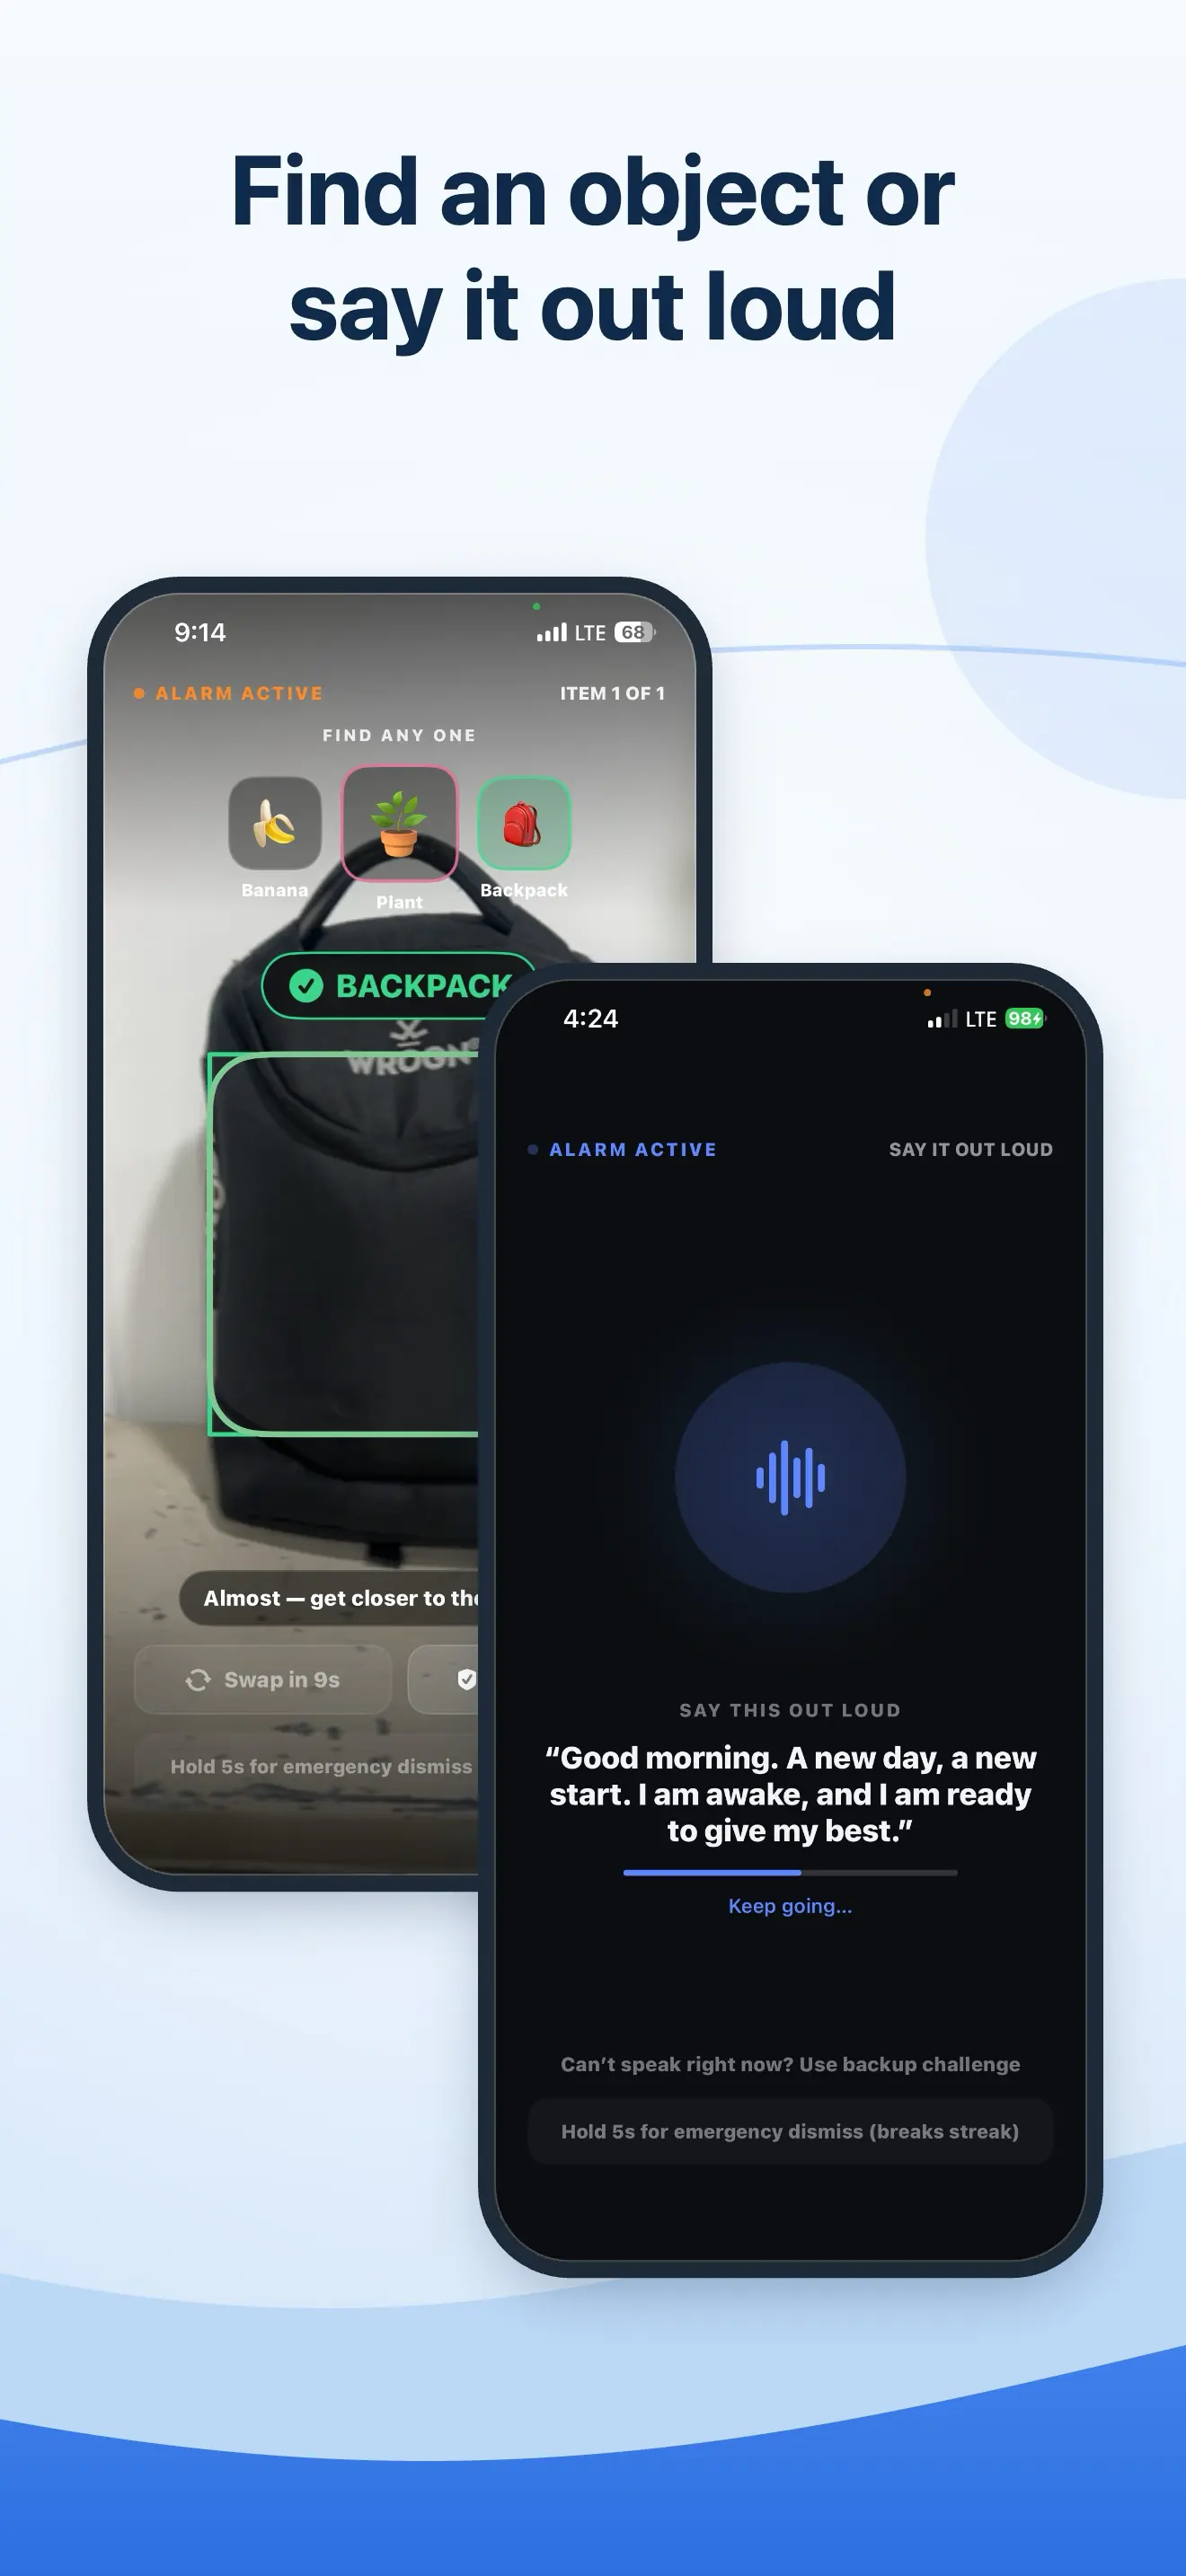 Find an object or
say it out loud
9:14
LTE 68
ALARM ACTIVE
ITEM 1 OF 1
FIND ANY ONE
Banana
Plant
Backpack
BACKPACK
WROGN
Almost — get closer to the
Swap in 9s
Hold 5s for emergency dismiss
4:24
LTE 98
ALARM ACTIVE
SAY IT OUT LOUD
SAY THIS OUT LOUD
“Good morning. A new day, a new
start. I am awake, and I am ready
to give my best.”
Keep going...
Can’t speak right now? Use backup challenge
Hold 5s for emergency dismiss (breaks streak)